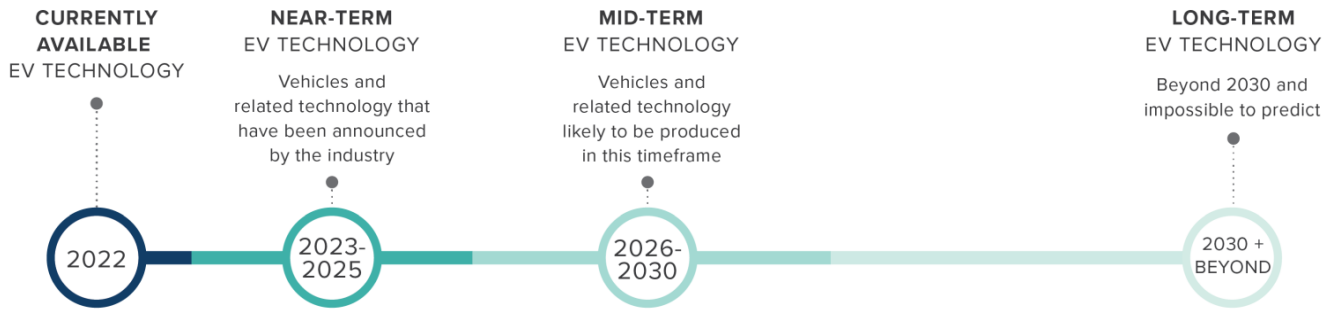 CURRENTLY
AVAILABLE
EV TECHNOLOGY
NEAR-TERM
EV TECHNOLOGY
Vehicles and
related technology that
have been announced
by the industry
MID-TERM
EV TECHNOLOGY
Vehicles and
related technology
likely to be produced
in this timeframe
LONG-TERM
EV TECHNOLOGY
Beyond 2030 and
impossible to predict
2022
2023-
2025
2026-
2030
2030 +
BEYOND